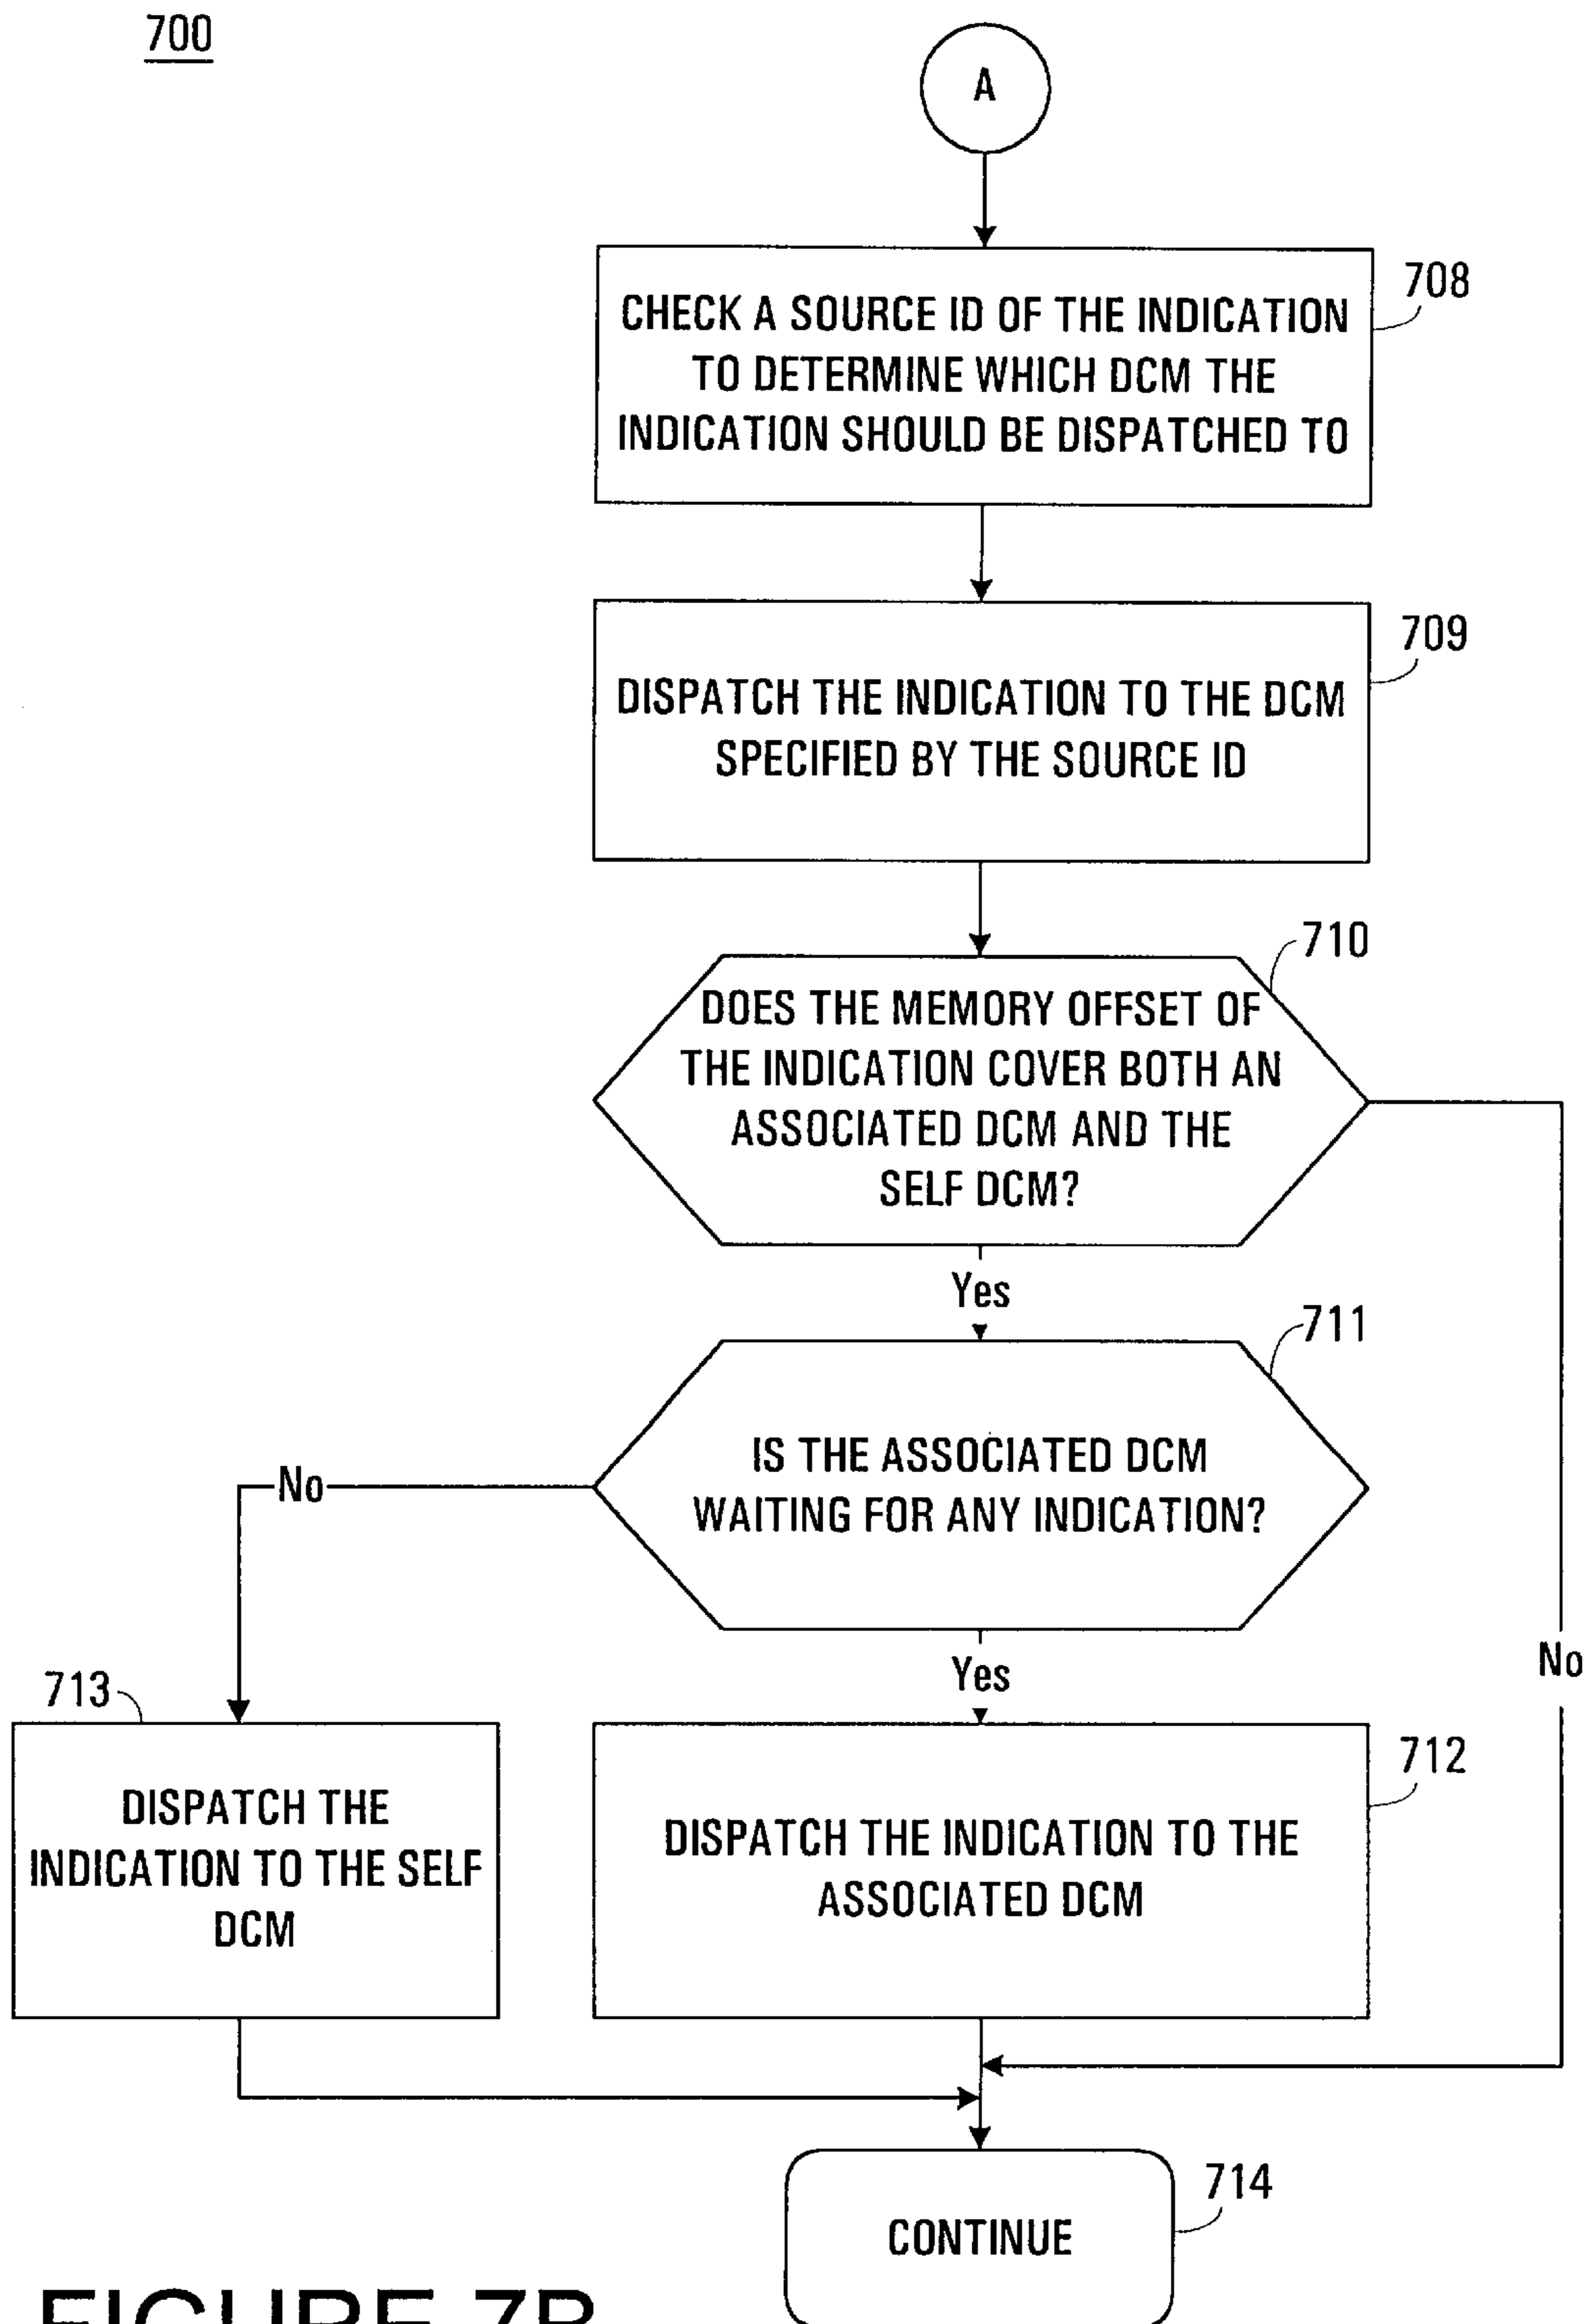 700
A
708
CHECK A SOURCE ID OF THE INDICATION
TO DETERMINE WHICH DCM THE
INDICATION SHOULD BE DISPATCHED TO
709
DISPATCH THE INDICATION TO THE DCM
SPECIFIED BY THE SOURCE ID
710
DOES THE MEMORY OFFSET OF
THE INDICATION COVER BOTH AN
ASSOCIATED DCM AND THE
SELF DCM?
Yes
711
IS THE ASSOCIATED DCM
WAITING FOR ANY INDICATION?
No
Yes
No
713
DISPATCH THE
INDICATION TO THE SELF
DCM
712
DISPATCH THE INDICATION TO THE
ASSOCIATED DCM
714
CONTINUE
FIGURE 7B